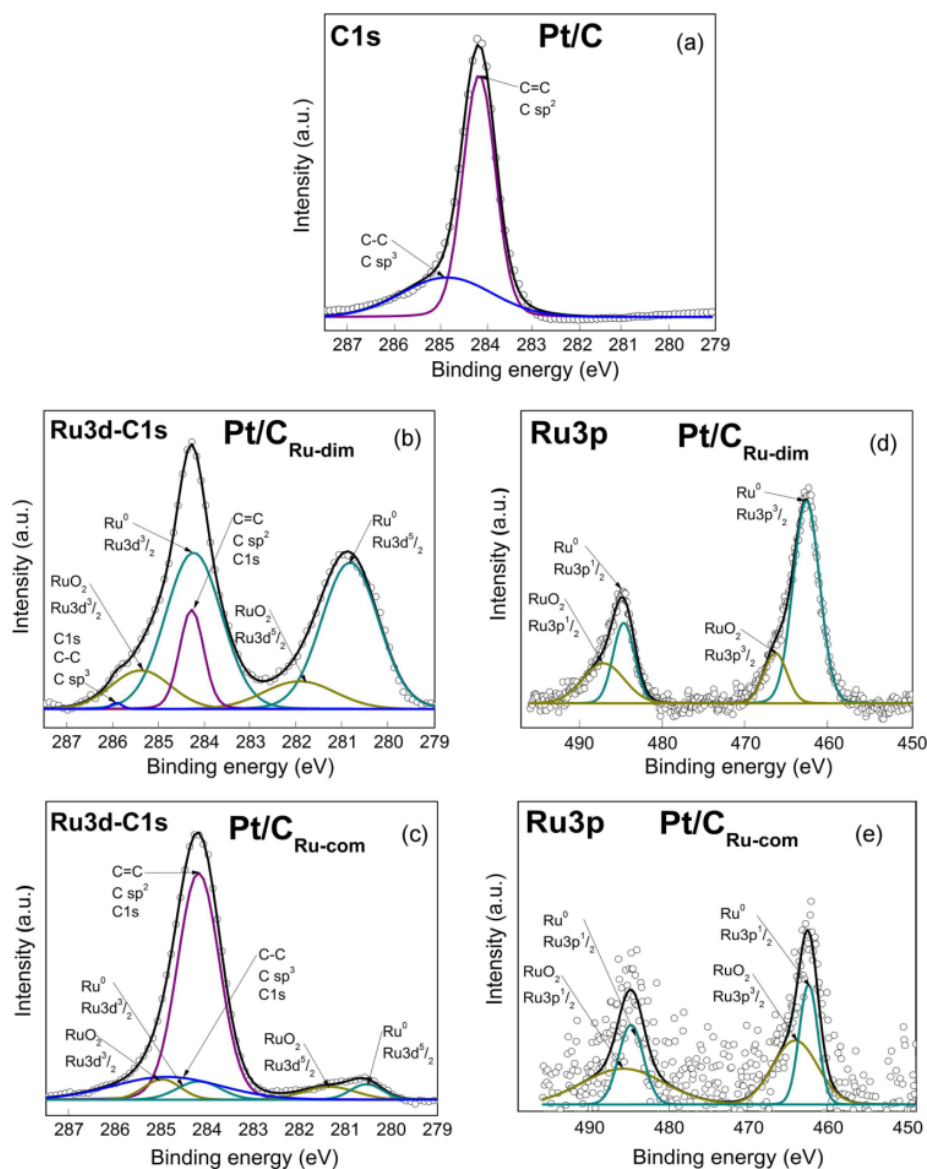 C1s Pt/C (a)
C=C
C sp²
C-C
C sp³
Intensity (a.u.)
287 286 285 284 283 282 281 280 279
Binding energy (eV)
Ru3d-C1s Pt/C Ru-dim (b)
Ru⁰
Ru3d³/₂
C=C
C sp²
C1s
Ru⁰
Ru3d⁵/₂
RuO₂
Ru3d³/₂
C1s
C-C
C sp³
RuO₂
Ru3d⁵/₂
Intensity (a.u.)
287 286 285 284 283 282 281 280 279
Binding energy (eV)
Ru3p Pt/C Ru-dim (d)
Ru⁰
Ru3p³/₂
Ru⁰
Ru3p¹/₂
RuO₂
Ru3p¹/₂
RuO₂
Ru3p³/₂
Intensity (a.u.)
490 480 470 460 450
Binding energy (eV)
Ru3d-C1s Pt/C Ru-com (c)
C=C
C sp²
C1s
C-C
C sp³
C1s
Ru⁰
Ru3d³/₂
RuO₂
Ru3d³/₂
RuO₂
Ru3d⁵/₂
Ru⁰
Ru3d⁵/₂
Intensity (a.u.)
287 286 285 284 283 282 281 280 279
Binding energy (eV)
Ru3p Pt/C Ru-com (e)
Ru⁰
Ru3p¹/₂
RuO₂
Ru3p¹/₂
Ru⁰
Ru3p¹/₂
RuO₂
Ru3p³/₂
Intensity (a.u.)
490 480 470 460 450
Binding energy (eV)